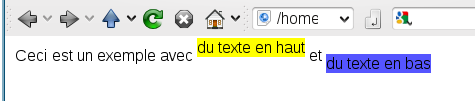 /home
Ceci est un exemple avec du texte en haut et du texte en bas